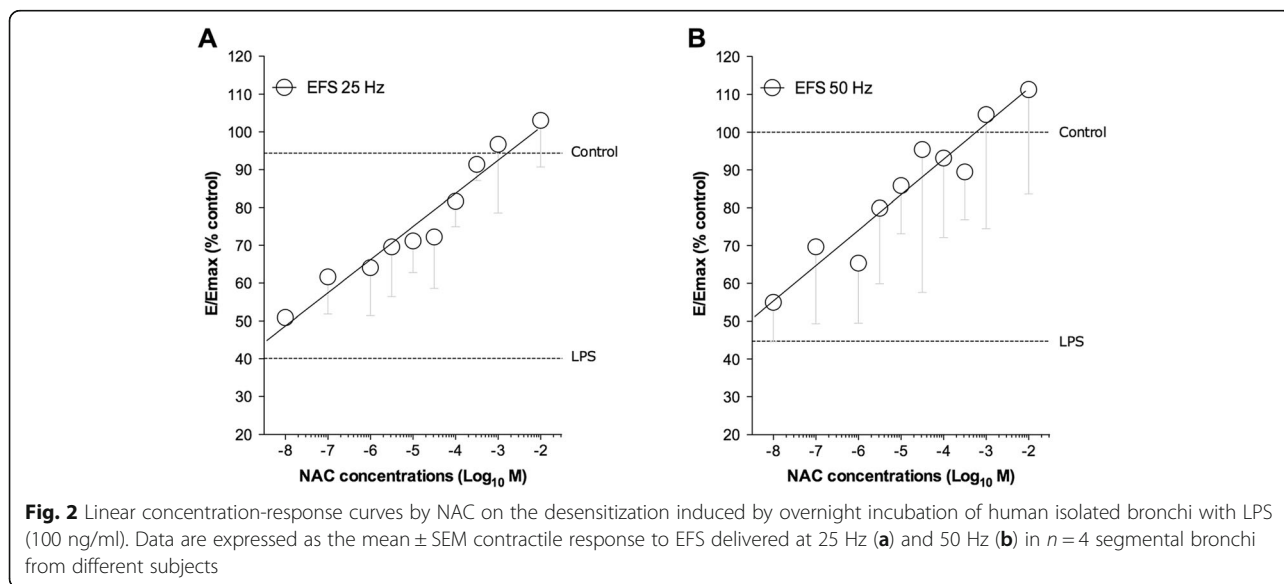 A
120
110
100
90
80
70
60
50
40
30
20
E/Emax (% control)
EFS 25 Hz
Control
LPS
-8 -7 -6 -5 -4 -3 -2
NAC concentrations (Log₁₀ M)
B
120
110
100
90
80
70
60
50
40
30
20
E/Emax (% control)
EFS 50 Hz
Control
LPS
-8 -7 -6 -5 -4 -3 -2
NAC concentrations (Log₁₀ M)
Fig. 2 Linear concentration-response curves by NAC on the desensitization induced by overnight incubation of human isolated bronchi with LPS
(100 ng/ml). Data are expressed as the mean ± SEM contractile response to EFS delivered at 25 Hz (a) and 50 Hz (b) in n = 4 segmental bronchi
from different subjects